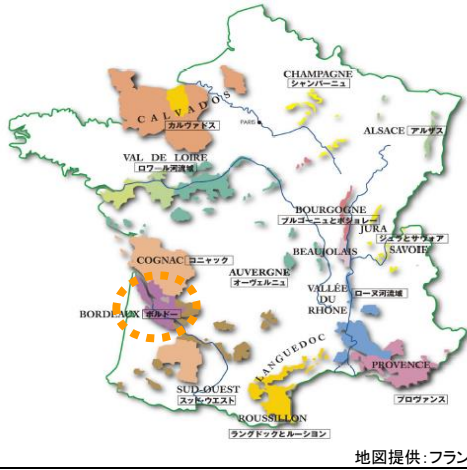 CHAMPAGNE
シャンパーニュ
CALVADOS
カルヴァドス
PARIS
ALSACE アルザス
VAL DE LOIRE
ロワール河流域
BOURGOGNE
ブルゴーニュとボジョレー
JURA
ジュラとサヴォア
SAVOIE
BEAUJOLAIS
COGNAC コニャック
AUVERGNE
オーヴェルニュ
VALLÉE
DU
RHÔNE
ローヌ河流域
BORDEAUX ボルドー
LANGUEDOC
PROVENCE
プロヴァンス
SUD-OUEST
スッド・ウエスト
ROUSSILLON
ラングドックとルーション
地図提供:フラン